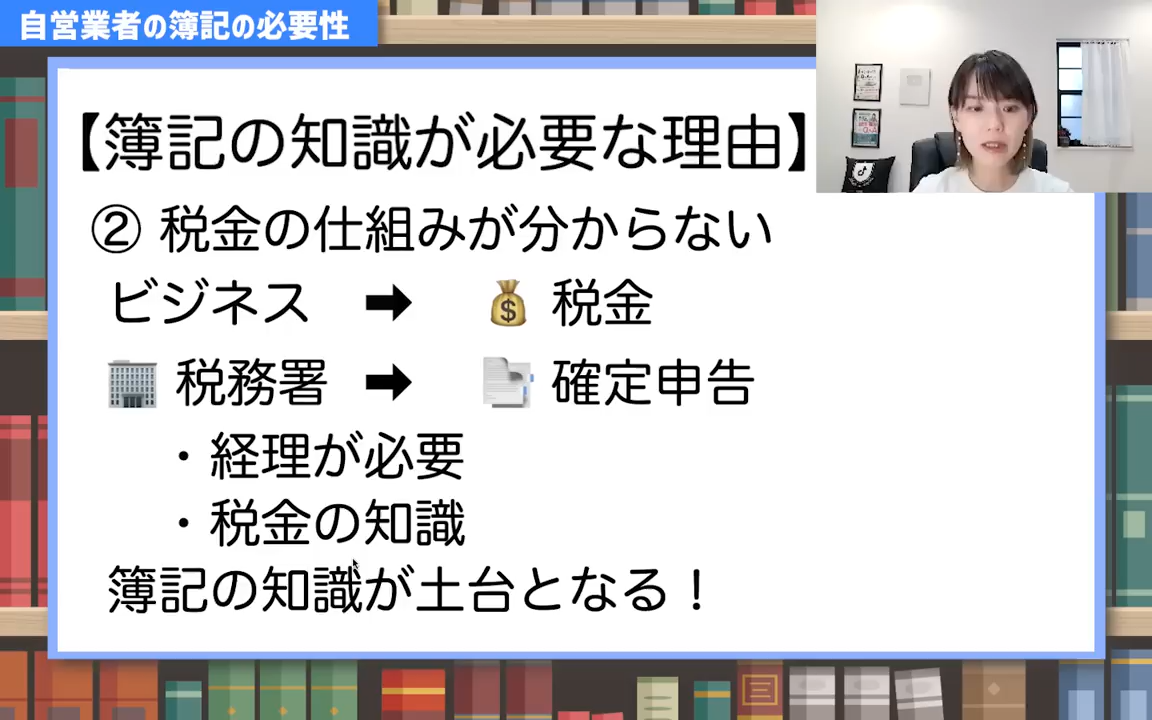 自営業者の簿記の必要性
【簿記の知識が必要な理由】
② 税金の仕組みが分からない
ビジネス ➡ 💰 税金
🏢 税務署 ➡ 📑 確定申告
・経理が必要
・税金の知識
簿記の知識が土台となる！